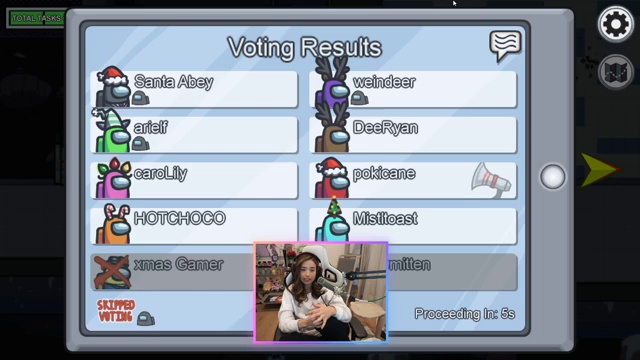 TOTAL TASKS
Voting Results
Santa Abey
weindeer
arielf
DeeRyan
caroLily
pokicane
HOTCHOCO
Mistltoast
xmas Gamer
mitten
SKIPPED VOTING
Proceeding In: 5s